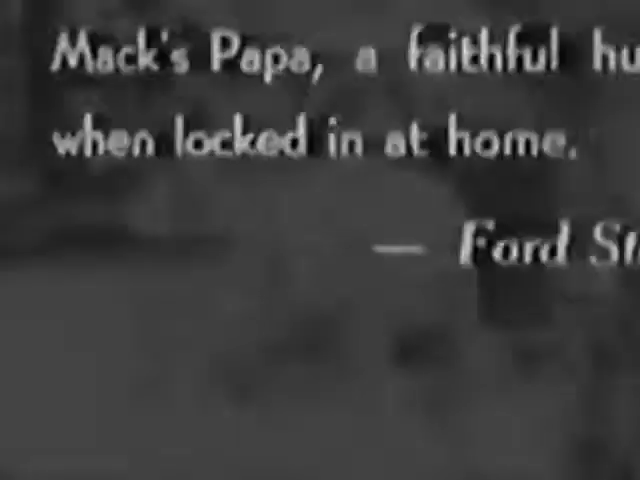 Mack's Papa, a faithful hu
when locked in at home.
— Ford St